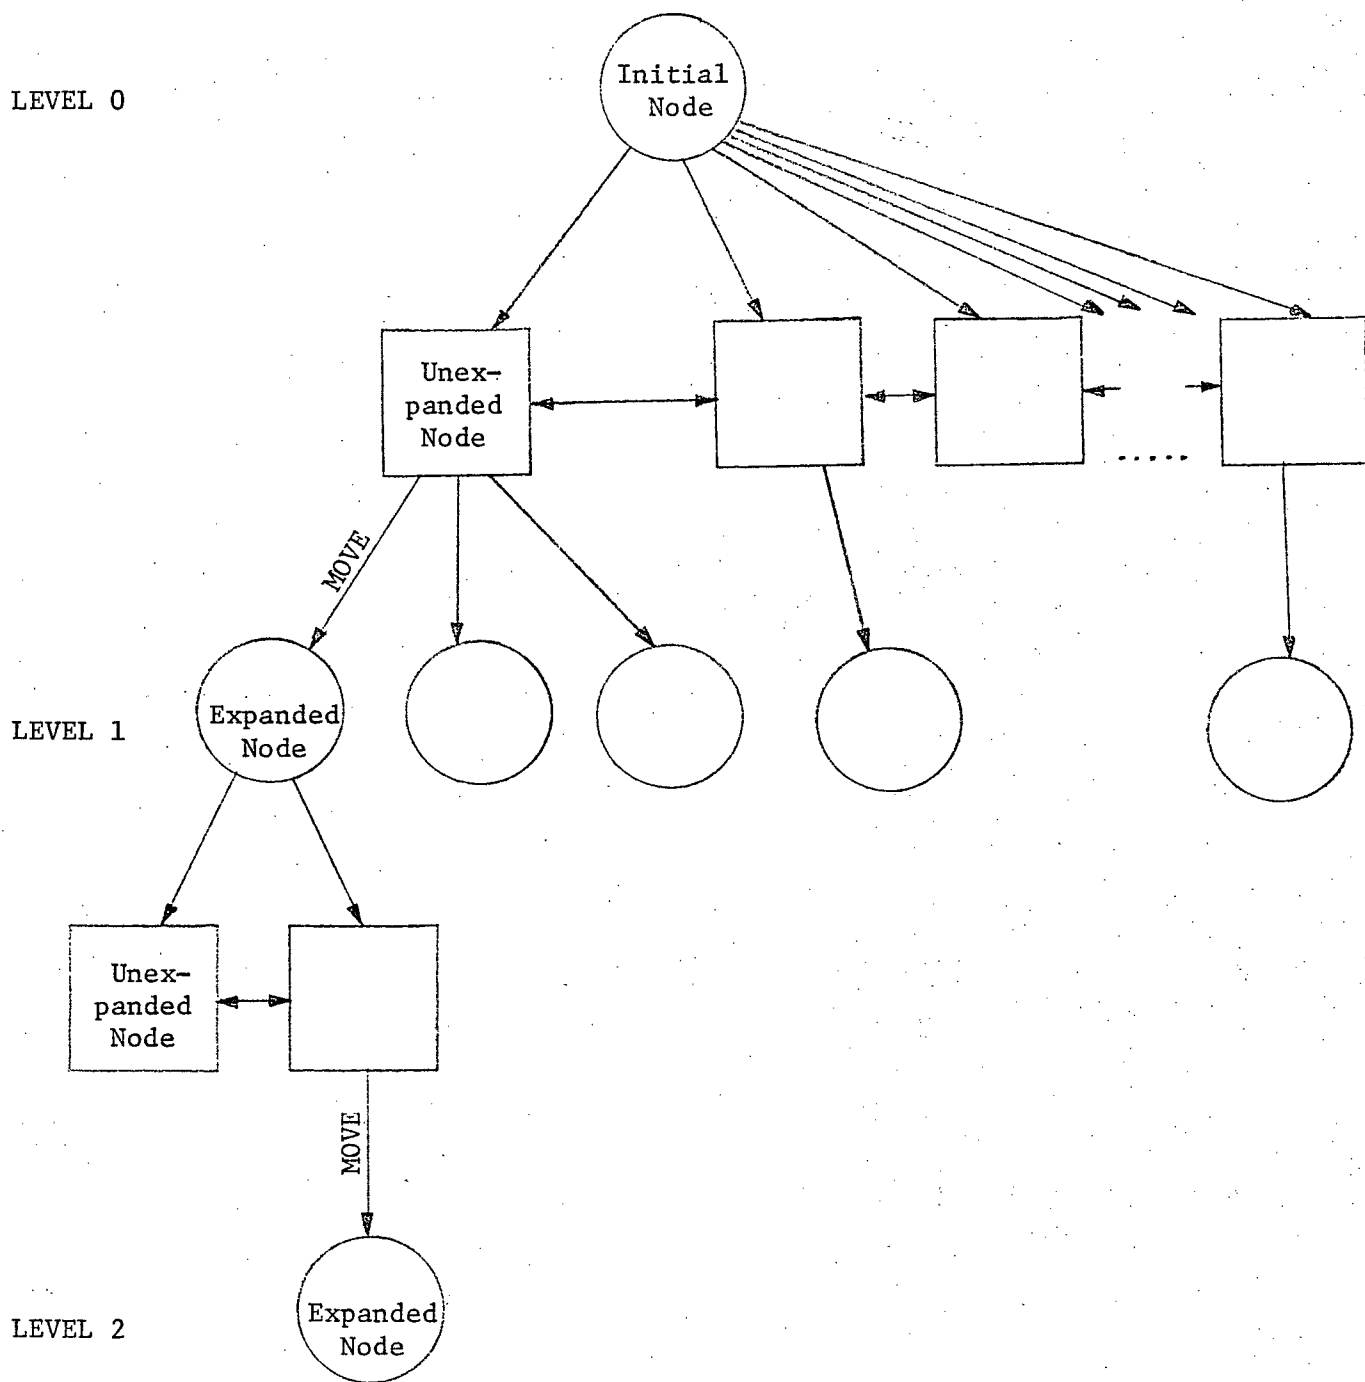 LEVEL 0
Initial
Node
Unex-
panded
Node
.....
MOVE
LEVEL 1
Expanded
Node
Unex-
panded
Node
MOVE
LEVEL 2
Expanded
Node